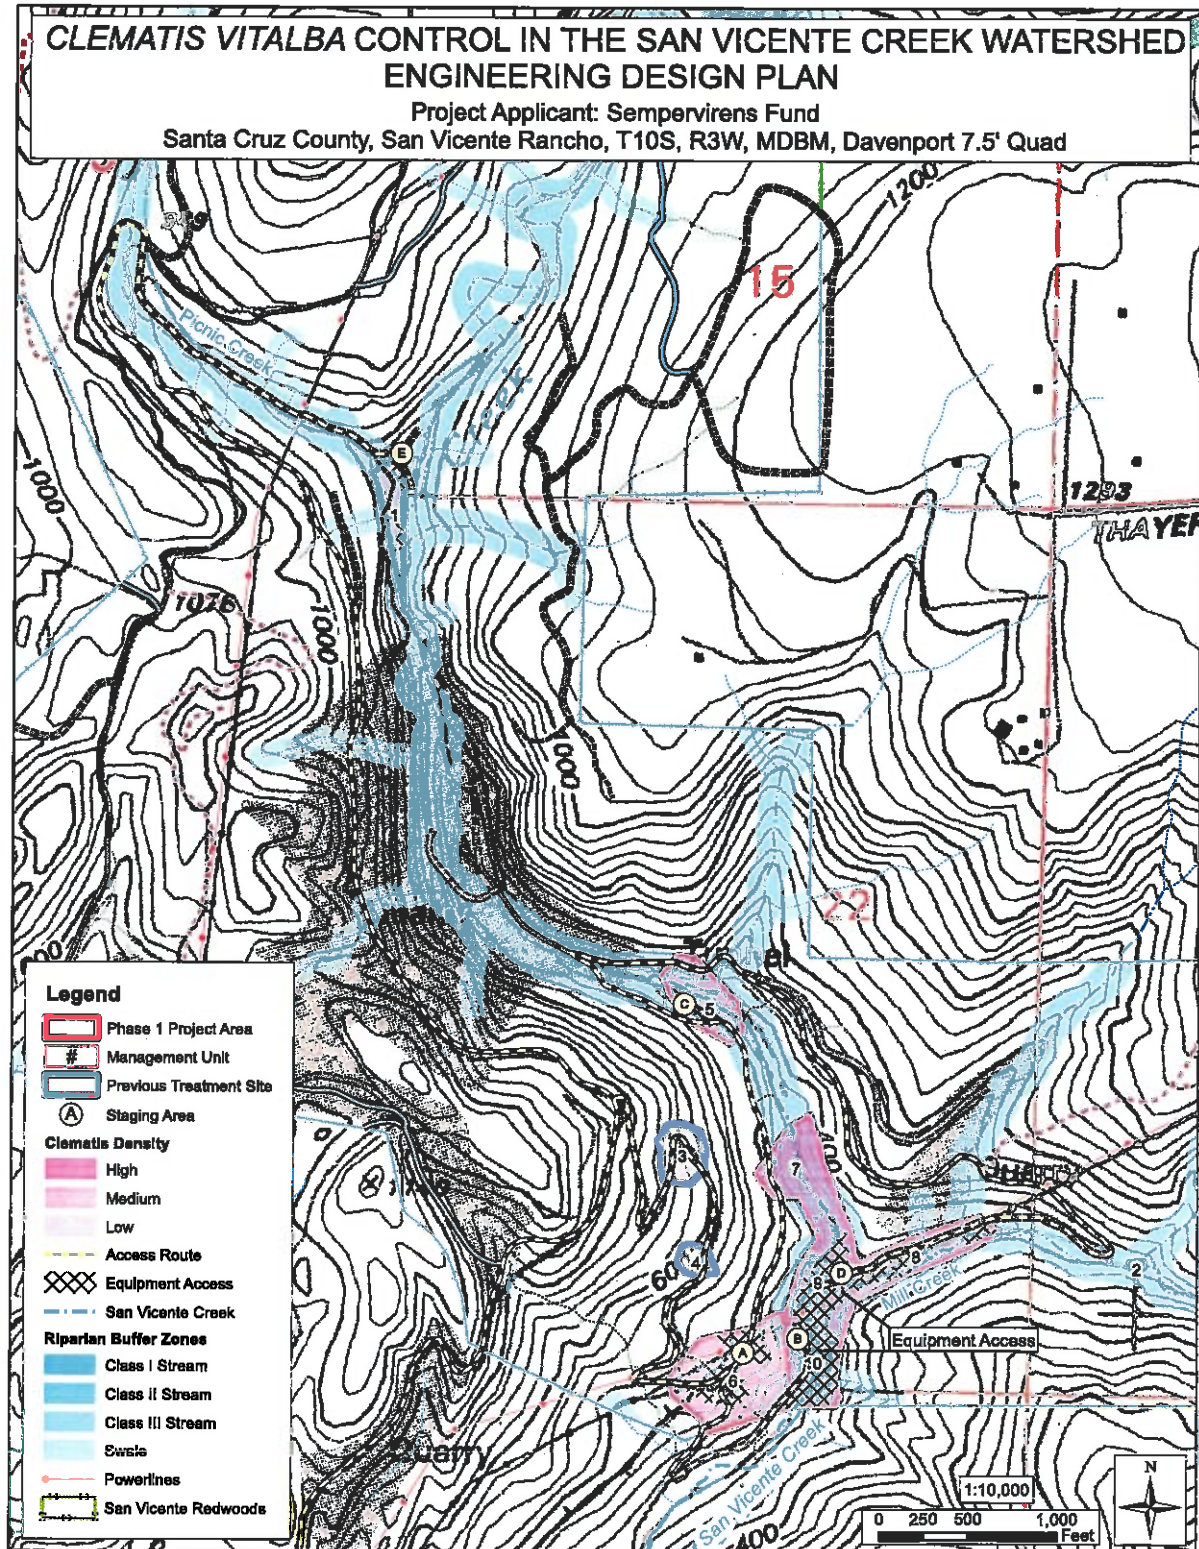 CLEMATIS VITALBA CONTROL IN THE SAN VICENTE CREEK WATERSHED
ENGINEERING DESIGN PLAN
Project Applicant: Sempervirens Fund
Santa Cruz County, San Vicente Rancho, T10S, R3W, MDBM, Davenport 7.5' Quad
1200
15
Picnic Creek
Creek
E
1000
1293
THAYER
1076
1000
1000
22
C
5
3
7
400
4
60
8
D
8
Mill Creek
2
B
Equipment Access
A
6
Quarry
San Vicente Creek
400
Legend
Phase 1 Project Area
# Management Unit
Previous Treatment Site
A Staging Area
Clematis Density
High
Medium
Low
Access Route
Equipment Access
San Vicente Creek
Riparian Buffer Zones
Class I Stream
Class II Stream
Class III Stream
Swale
Powerlines
San Vicente Redwoods
1:10,000
0 250 500 1,000
Feet
N